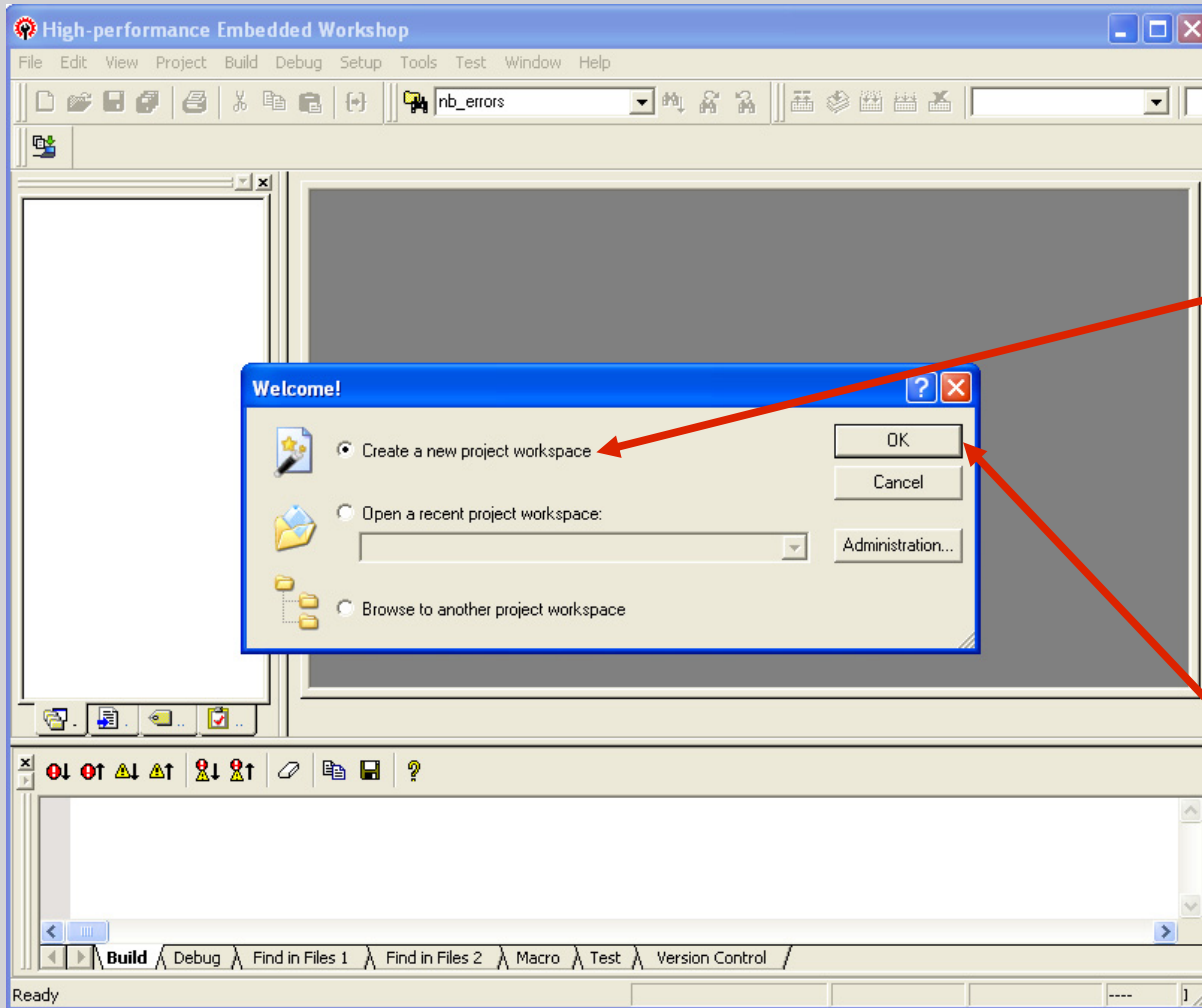 High-performance Embedded Workshop
File Edit View Project Build Debug Setup Tools Test Window Help
nb_errors
Welcome!
Create a new project workspace
OK
Cancel
Open a recent project workspace:
Administration...
Browse to another project workspace
Build Debug Find in Files 1 Find in Files 2 Macro Test Version Control
Ready ----